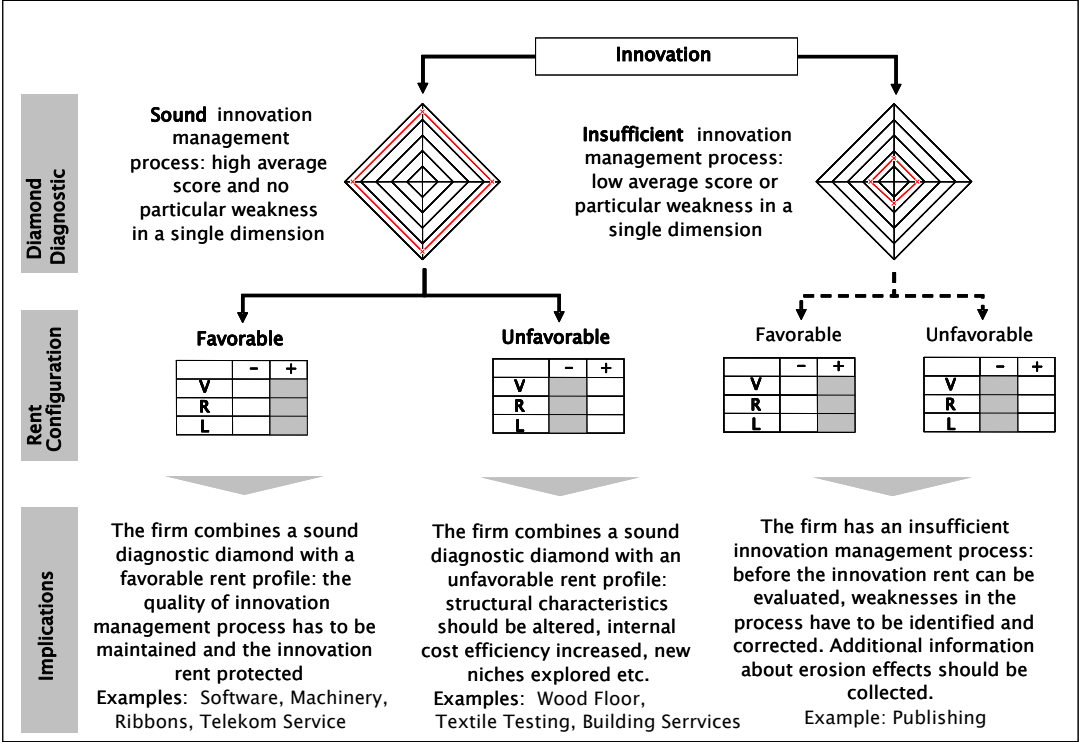 Innovation
Diamond
Diagnostic
Sound innovation
management
process: high average
score and no
particular weakness
in a single dimension
Insufficient innovation
management process:
low average score or
particular weakness in a
single dimension
Rent
Configuration
Favorable
- +
V
R
L
Unfavorable
- +
V
R
L
Favorable
- +
V
R
L
Unfavorable
- +
V
R
L
Implications
The firm combines a sound
diagnostic diamond with a
favorable rent profile: the
quality of innovation
management process has to be
maintained and the innovation
rent protected
Examples: Software, Machinery,
Ribbons, Telekom Service
The firm combines a sound
diagnostic diamond with an
unfavorable rent profile:
structural characteristics
should be altered, internal
cost efficiency increased, new
niches explored etc.
Examples: Wood Floor,
Textile Testing, Building Serrvices
The firm has an insufficient
innovation management process:
before the innovation rent can be
evaluated, weaknesses in the
process have to be identified and
corrected. Additional information
about erosion effects should be
collected.
Example: Publishing